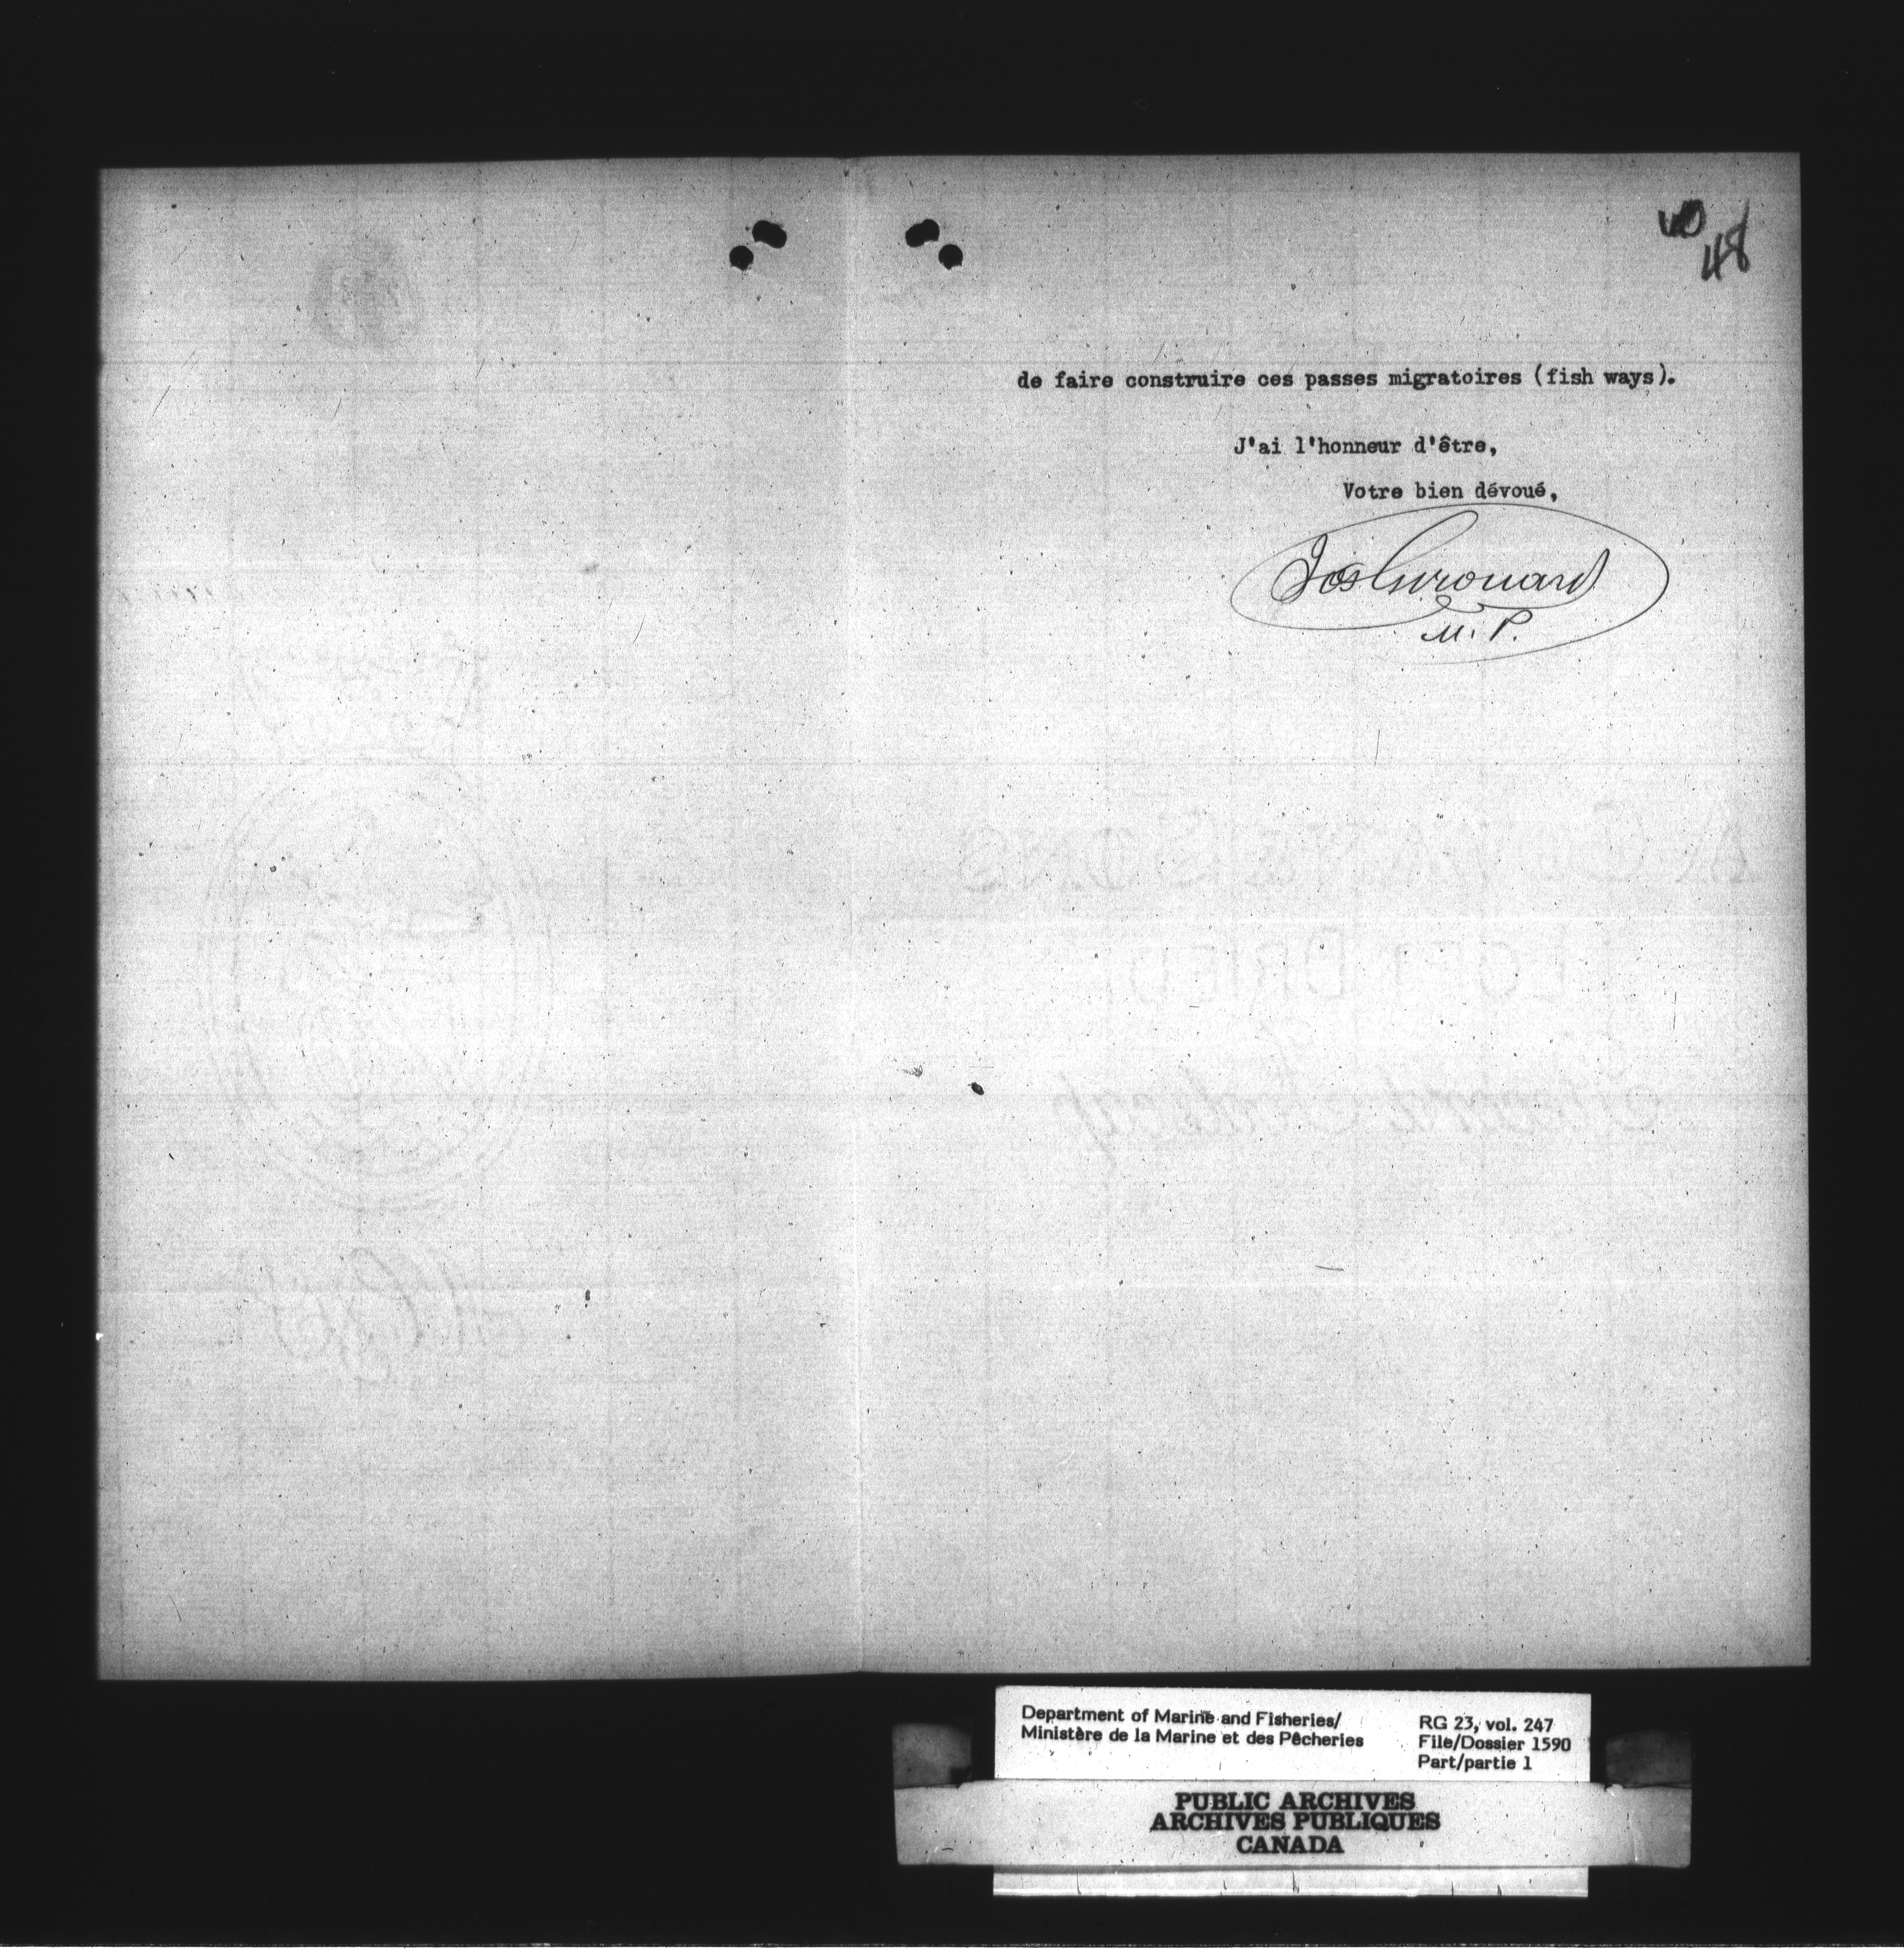 48
de faire construire ces passes migratoires (fish ways).
J'ai l'honneur d'être,
Votre bien dévoué,
Jos Girouard
M.P.
Department of Marine and Fisheries/
Ministère de la Marine et des Pêcheries
RG 23, vol. 247
File/Dossier 1590
Part/partie 1
PUBLIC ARCHIVES
ARCHIVES PUBLIQUES
CANADA